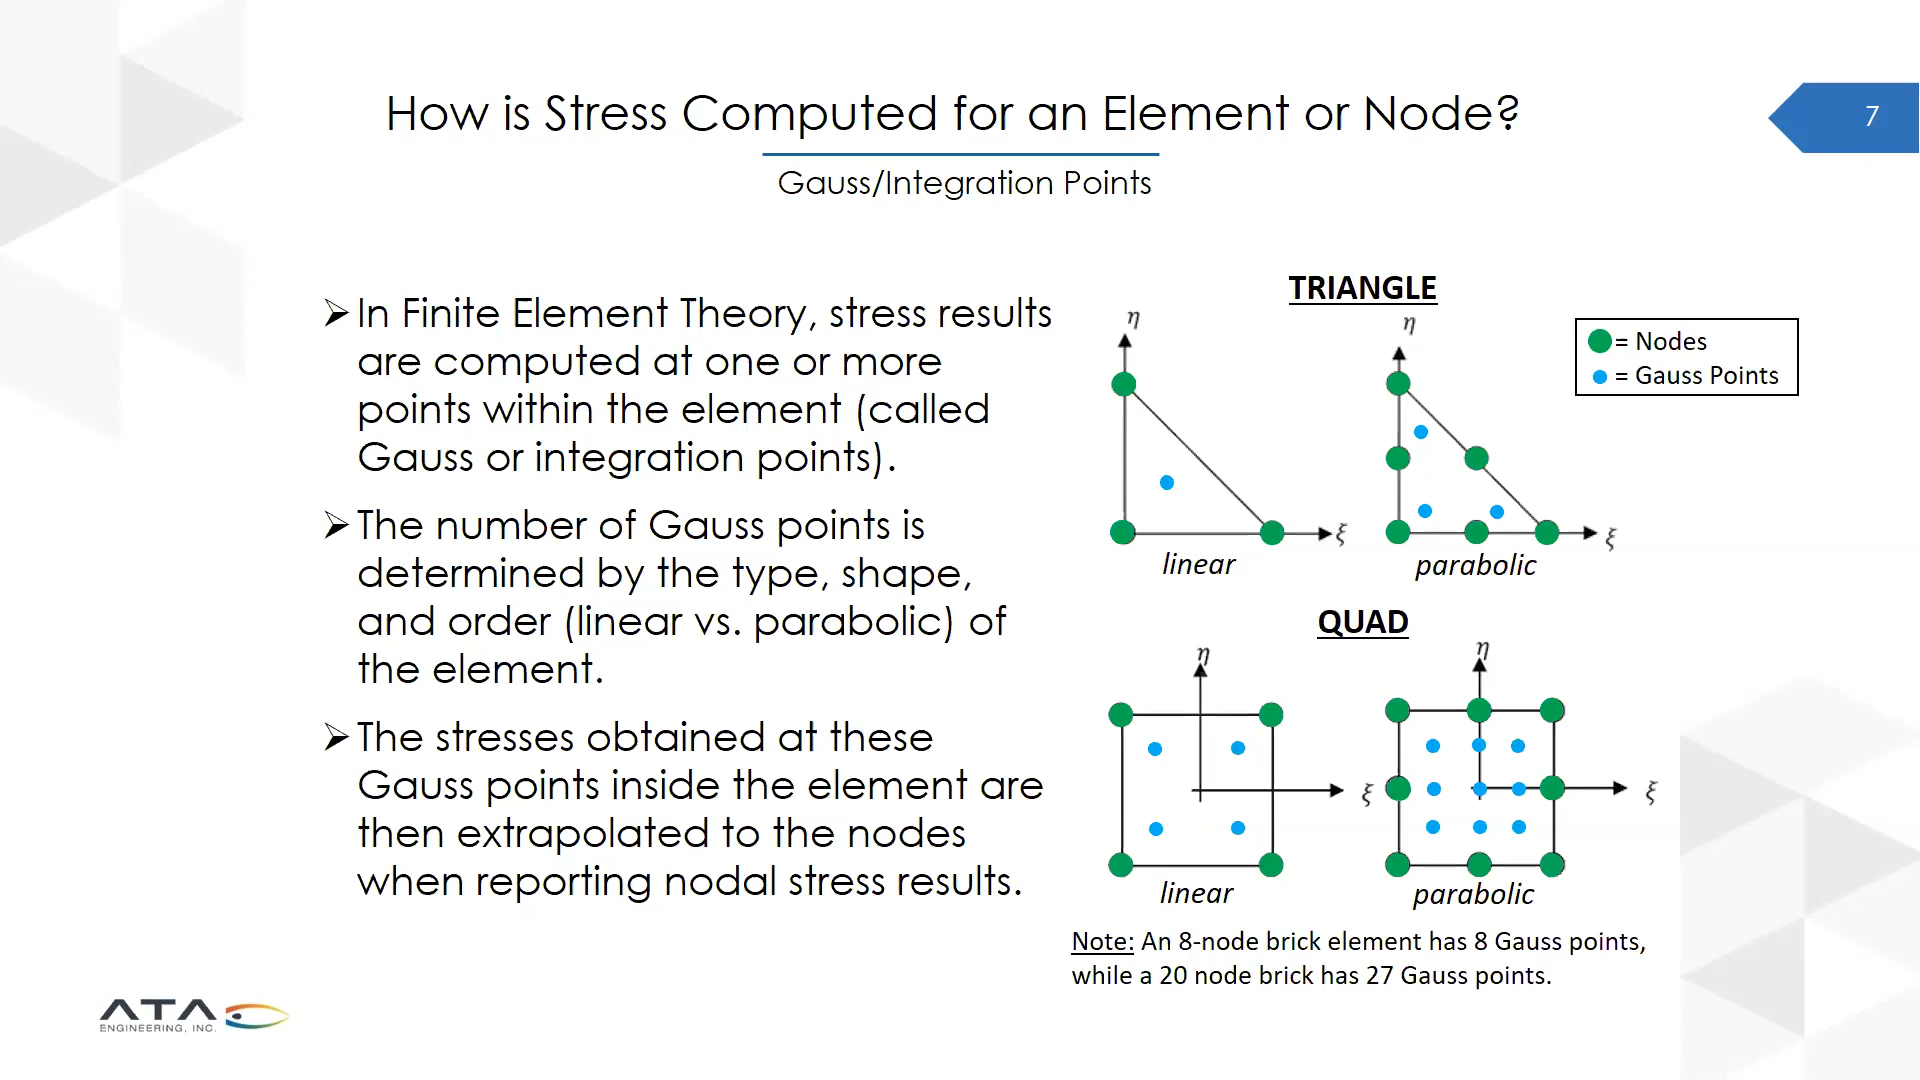 How is Stress Computed for an Element or Node?
7
Gauss/Integration Points
➢In Finite Element Theory, stress results
are computed at one or more
points within the element (called
Gauss or integration points).
➢The number of Gauss points is
determined by the type, shape,
and order (linear vs. parabolic) of
the element.
➢The stresses obtained at these
Gauss points inside the element are
then extrapolated to the nodes
when reporting nodal stress results.
TRIANGLE
η
η
= Nodes
= Gauss Points
ξ
ξ
linear
parabolic
QUAD
η
η
ξ
ξ
linear
parabolic
Note: An 8-node brick element has 8 Gauss points,
while a 20 node brick has 27 Gauss points.
ATA
ENGINEERING, INC.